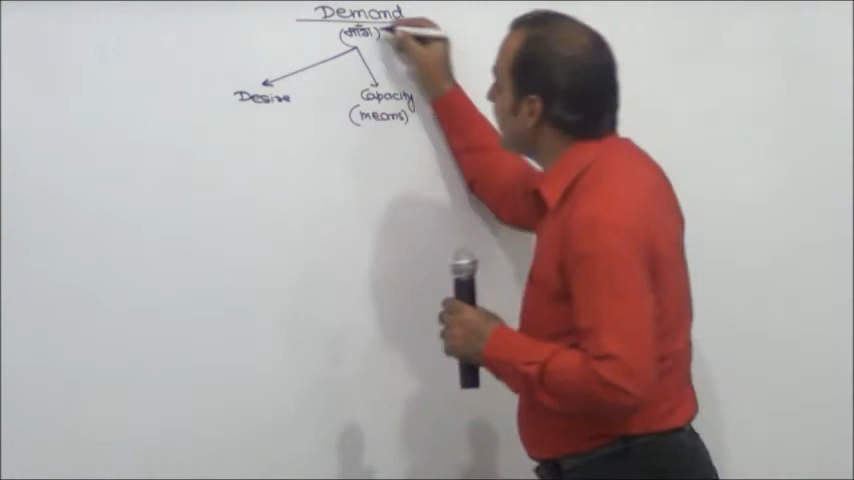 Demand
(माँग)
Desire Capacity
(means)